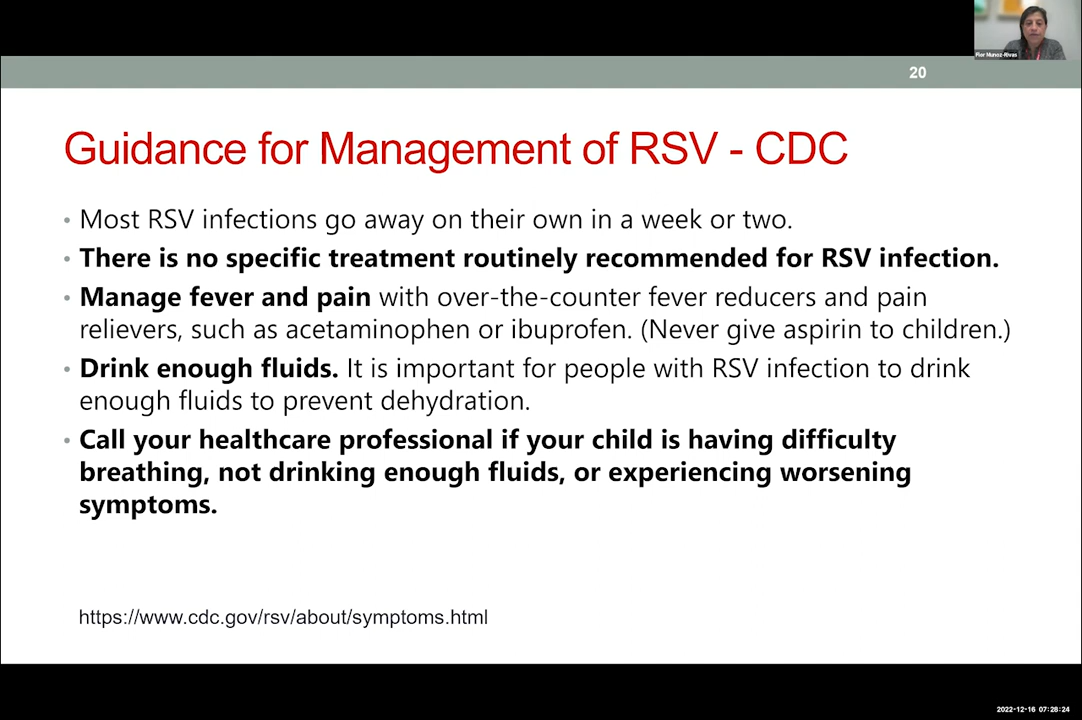 Flor Munoz-Rivas
20
Guidance for Management of RSV - CDC
• Most RSV infections go away on their own in a week or two.
• There is no specific treatment routinely recommended for RSV infection.
• Manage fever and pain with over-the-counter fever reducers and pain
relievers, such as acetaminophen or ibuprofen. (Never give aspirin to children.)
• Drink enough fluids. It is important for people with RSV infection to drink
enough fluids to prevent dehydration.
• Call your healthcare professional if your child is having difficulty
breathing, not drinking enough fluids, or experiencing worsening
symptoms.
https://www.cdc.gov/rsv/about/symptoms.html
2022-12-16 07:28:24